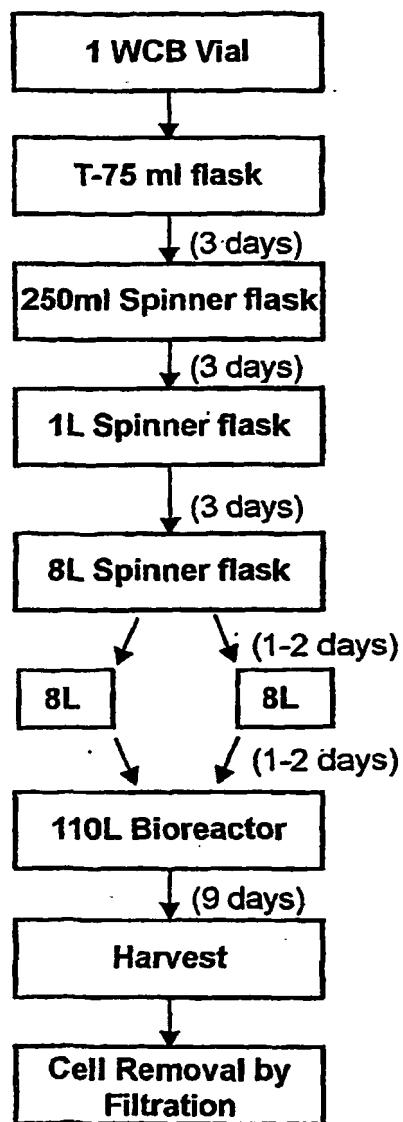 1 WCB Vial
T-75 ml flask
(3 days)
250ml Spinner flask
(3 days)
1L Spinner flask
(3 days)
8L Spinner flask
(1-2 days)
8L 8L
(1-2 days)
110L Bioreactor
(9 days)
Harvest
Cell Removal by
Filtration